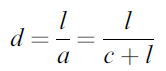 d = l/a = l/(c + l)